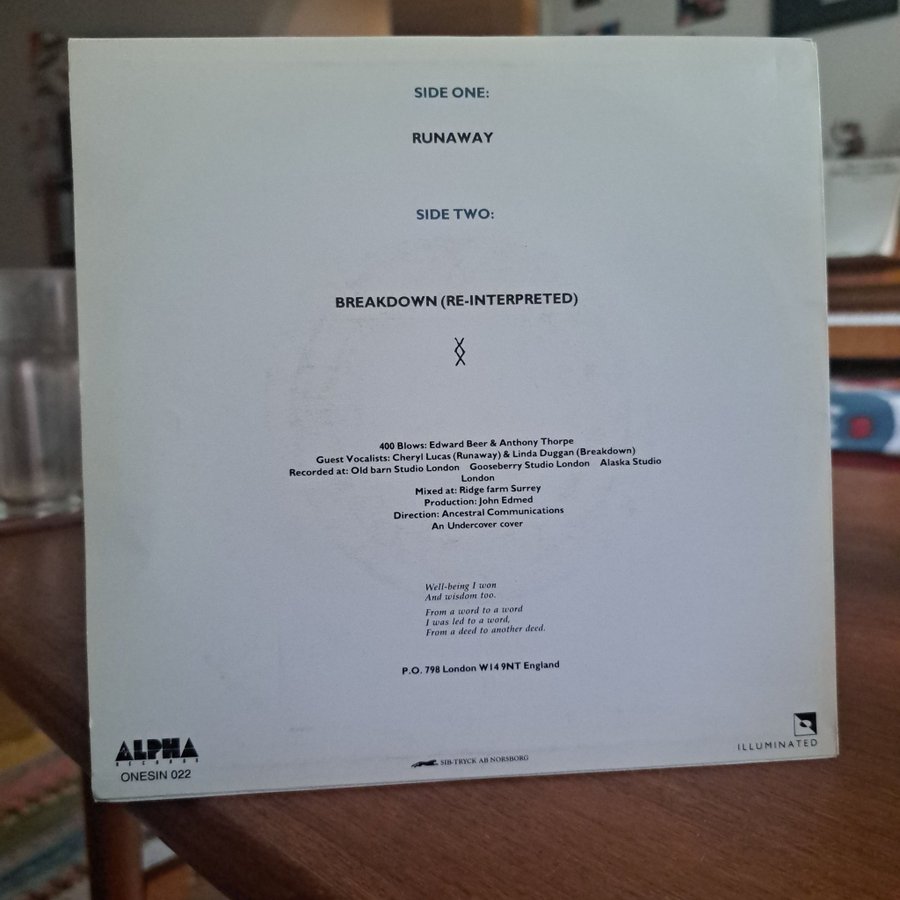 SIDE ONE:
RUNAWAY
SIDE TWO:
BREAKDOWN (RE-INTERPRETED)
400 Blows: Edward Beer & Anthony Thorpe
Guest Vocalists: Cheryl Lucas (Runaway) & Linda Duggan (Breakdown)
Recorded at: Old barn Studio London Gooseberry Studio London Alaska Studio
London
Mixed at: Ridge farm Surrey
Production: John Edmed
Direction: Ancestral Communications
An Undercover cover
Well-being I won
And wisdom too.
From a word to a word
I was led to a word,
From a deed to another deed.
P.O. 798 London W14 9NT England
ALPHA
RECORDS
ONESIN 022
SIB-TRYCK AB NORSBORG
ILLUMINATED